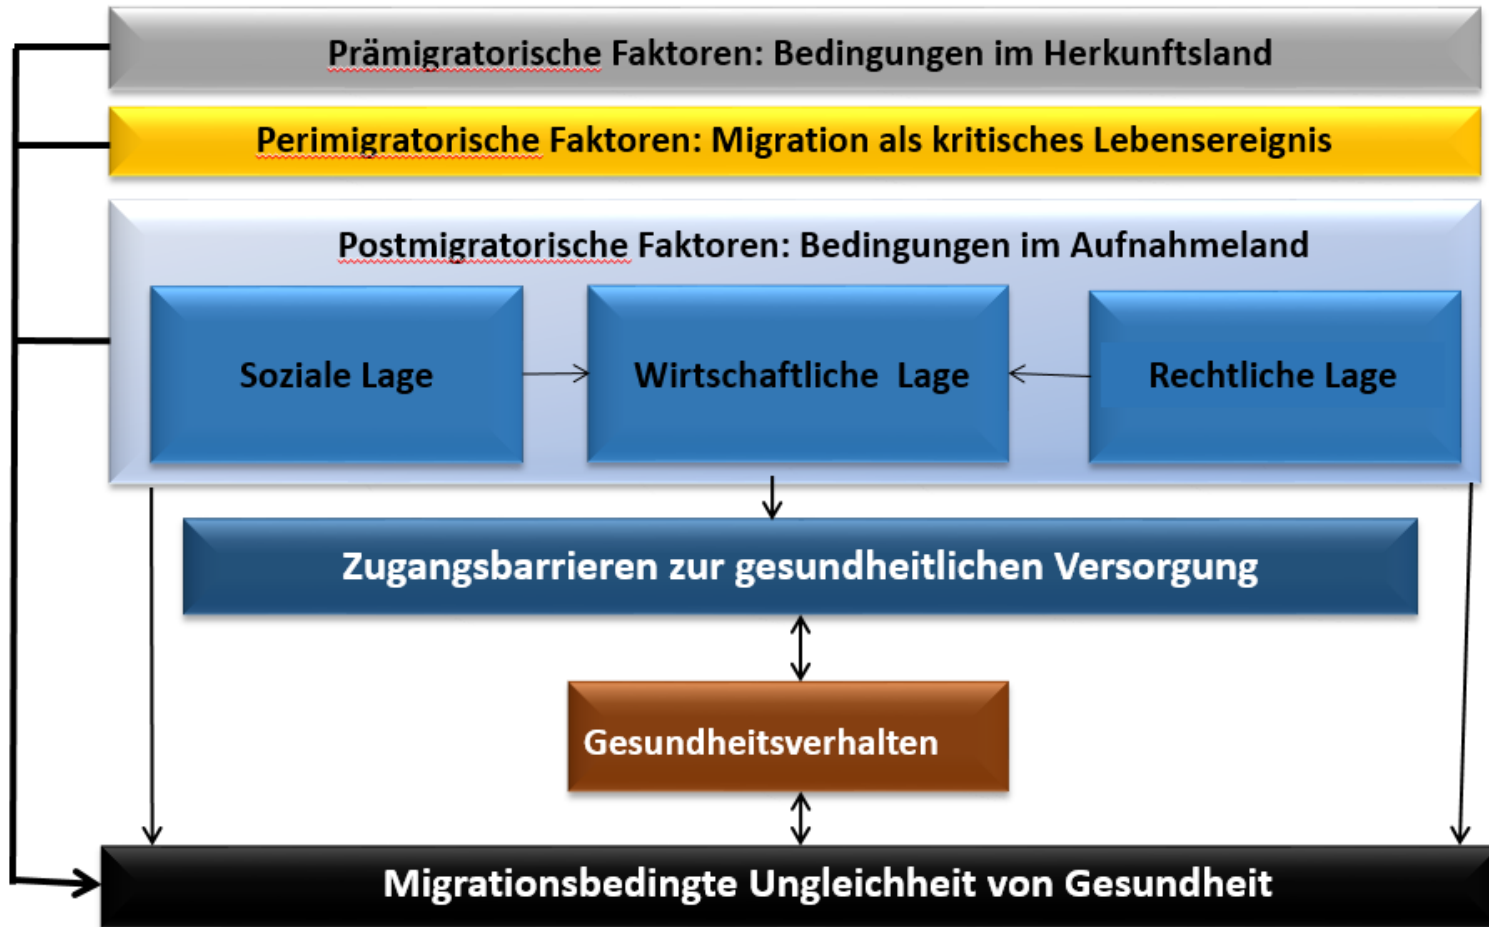 Prämigratorische Faktoren: Bedingungen im Herkunftsland
Perimigratorische Faktoren: Migration als kritisches Lebensereignis
Postmigratorische Faktoren: Bedingungen im Aufnahmeland
Soziale Lage
Wirtschaftliche Lage
Rechtliche Lage
Zugangsbarrieren zur gesundheitlichen Versorgung
Gesundheitsverhalten
Migrationsbedingte Ungleichheit von Gesundheit